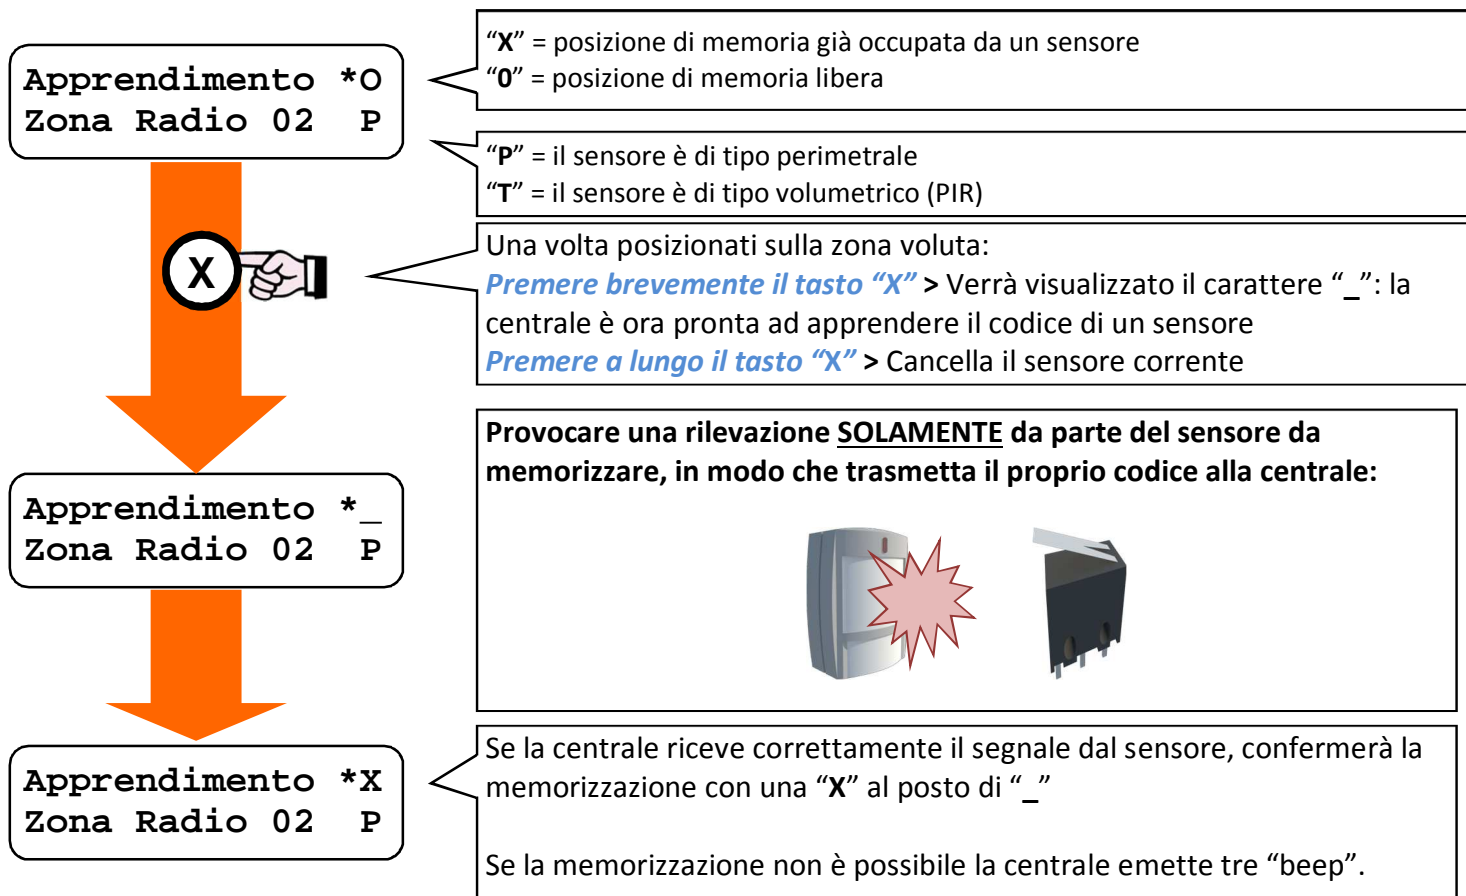 Apprendimento *O
Zona Radio 02 P
“X” = posizione di memoria già occupata da un sensore
“0” = posizione di memoria libera
“P” = il sensore è di tipo perimetrale
“T” = il sensore è di tipo volumetrico (PIR)
X
Una volta posizionati sulla zona voluta:
Premere brevemente il tasto “X” > Verrà visualizzato il carattere “_”: la
centrale è ora pronta ad apprendere il codice di un sensore
Premere a lungo il tasto “X” > Cancella il sensore corrente
Apprendimento *_
Zona Radio 02 P
Provocare una rilevazione SOLAMENTE da parte del sensore da
memorizzare, in modo che trasmetta il proprio codice alla centrale:
Apprendimento *X
Zona Radio 02 P
Se la centrale riceve correttamente il segnale dal sensore, confermerà la
memorizzazione con una “X” al posto di “_”
Se la memorizzazione non è possibile la centrale emette tre “beep”.